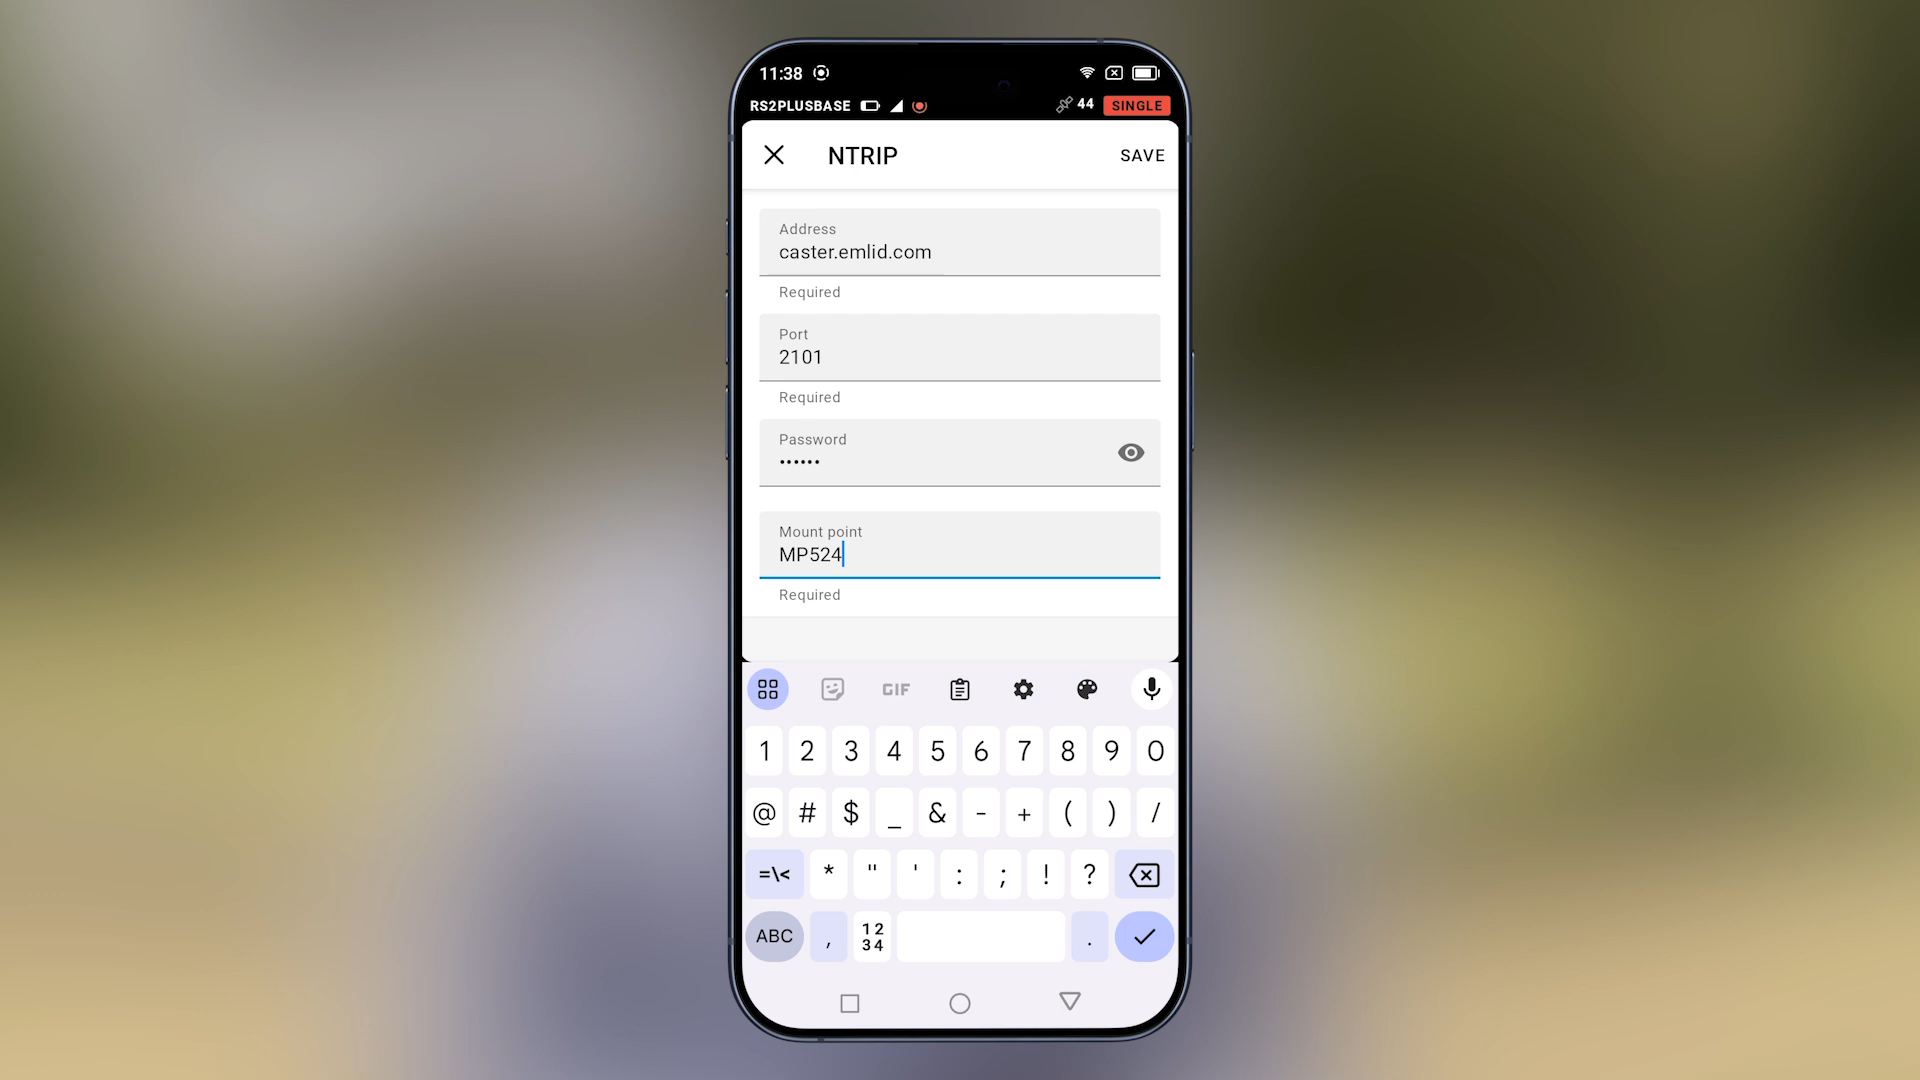 11:38
RS2PLUSBASE 44 SINGLE
NTRIP SAVE
Address
caster.emlid.com
Required
Port
2101
Required
Password
••••••
Mount point
MP524
Required
GIF
1 2 3 4 5 6 7 8 9 0
@ # $ _ & - + ( ) /
=\< * " ' : ; ! ?
ABC , 12 34 .